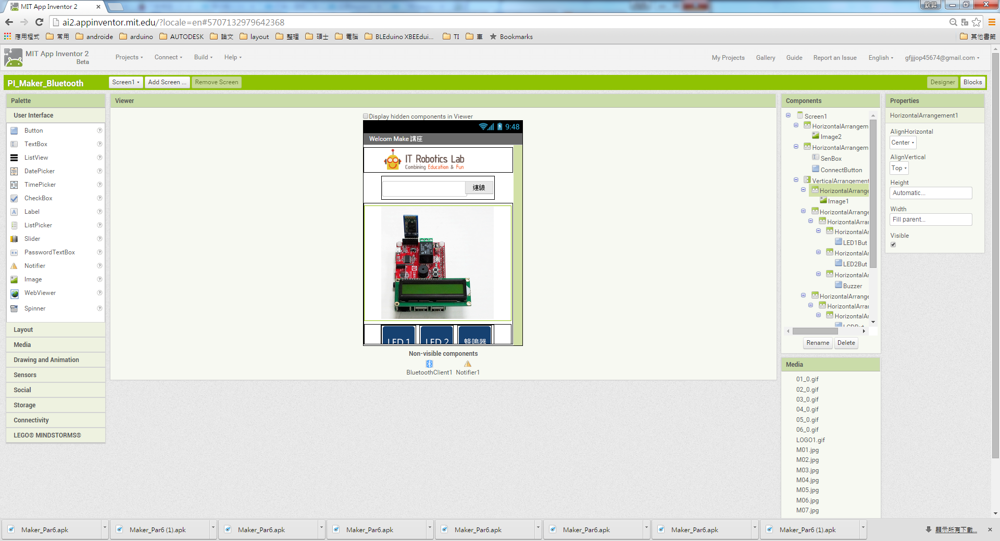 MIT App Inventor 2
欽昇
ai2.appinventor.mit.edu/?locale=en#5707132979642368
應用程式 常用 androide arduino AUTODESK 論文 layout 整理 碩士 電腦 BLEduino XBEEdui... TI 車 Bookmarks 其他書籤
MIT App Inventor 2
Beta
Projects Connect Build Help My Projects Gallery Guide Report an Issue English gfjjjop45674@gmail.com
PI_Maker_Bluetooth Screen1 Add Screen ... Remove Screen Designer Blocks
Palette
User Interface
Button ?
TextBox ?
ListView ?
DatePicker ?
TimePicker ?
CheckBox ?
Label ?
ListPicker ?
Slider ?
PasswordTextBox ?
Notifier ?
Image ?
WebViewer ?
Spinner ?
Layout
Media
Drawing and Animation
Sensors
Social
Storage
Connectivity
LEGO® MINDSTORMS®
Viewer
Display hidden components in Viewer
9:48
Welcom Make 講座
IT Robotics Lab
Combining Education & Fun
連線
LED 1 LED 2 蜂鳴器
Non-visible components
BluetoothClient1 Notifier1
Components
Screen1
HorizontalArrangem
Image2
HorizontalArrangem
SenBox
ConnectButton
VerticalArrangement
HorizontalArrange
Image1
HorizontalArrange
HorizontalArrar
HorizontalAr
LED1But
HorizontalAr
LED2But
HorizontalAr
Buzzer
HorizontalArrange
HorizontalArrar
HorizontalAr
LCDBut
Rename Delete
Media
01_0.gif
02_0.gif
03_0.gif
04_0.gif
05_0.gif
06_0.gif
LOGO1.gif
M01.jpg
M02.jpg
M03.jpg
M04.jpg
M05.jpg
M06.jpg
M07.jpg
Properties
HorizontalArrangement1
AlignHorizontal
Center
AlignVertical
Top
Height
Automatic...
Width
Fill parent...
Visible
Maker_Par6.apk Maker_Par6 (1).apk Maker_Par6.apk Maker_Par6.apk Maker_Par6.apk Maker_Par6.apk Maker_Par6.apk Maker_Par6 (1).apk 顯示所有下載...